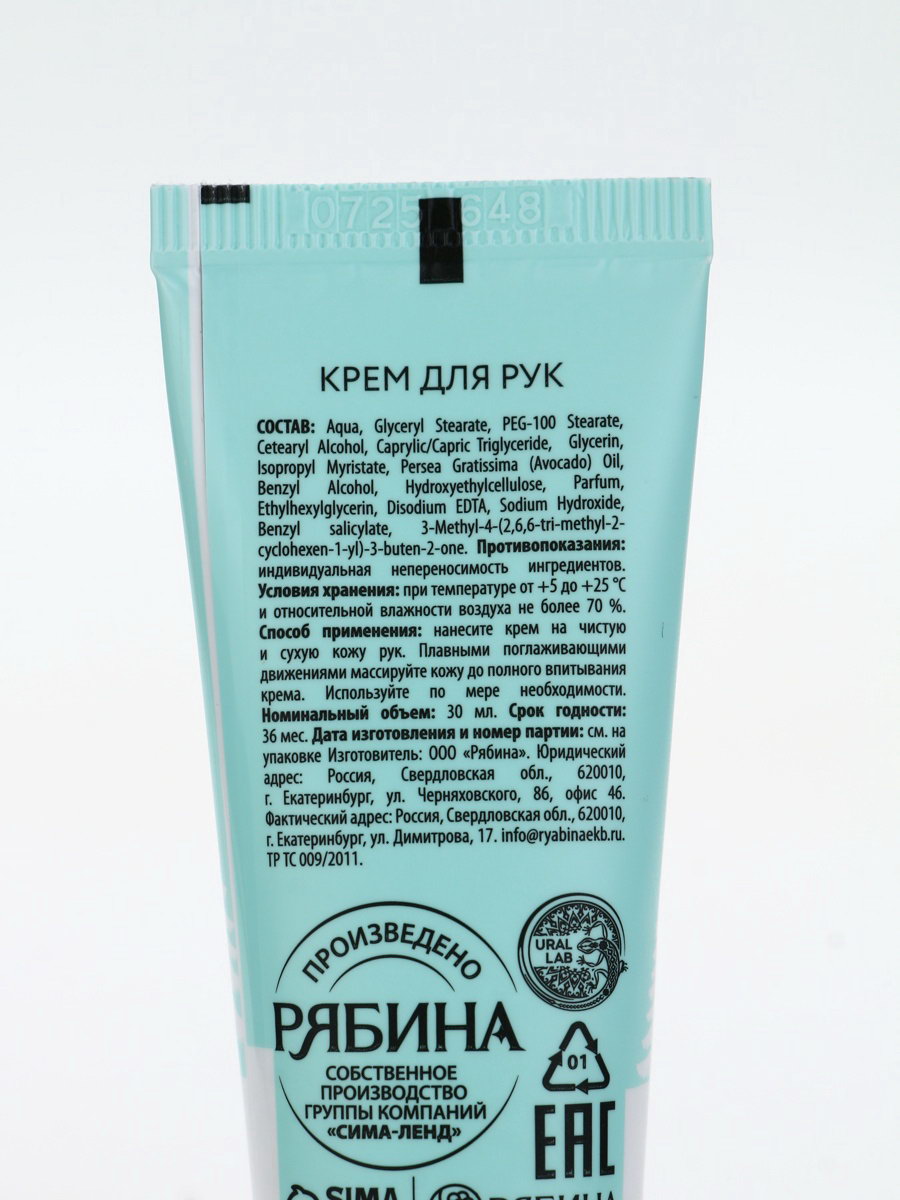 0725 648
КРЕМ ДЛЯ РУК
СОСТАВ: Aqua, Glyceryl Stearate, PEG-100 Stearate,
Cetearyl Alcohol, Caprylic/Capric Triglyceride, Glycerin,
Isopropyl Myristate, Persea Gratissima (Avocado) Oil,
Benzyl Alcohol, Hydroxyethylcellulose, Parfum,
Ethylhexylglycerin, Disodium EDTA, Sodium Hydroxide,
Benzyl salicylate, 3-Methyl-4-(2,6,6-tri-methyl-2-
cyclohexen-1-yl)-3-buten-2-one. Противопоказания:
индивидуальная непереносимость ингредиентов.
Условия хранения: при температуре от +5 до +25 °C
и относительной влажности воздуха не более 70 %.
Способ применения: нанесите крем на чистую
и сухую кожу рук. Плавными поглаживающими
движениями массируйте кожу до полного впитывания
крема. Используйте по мере необходимости.
Номинальный объем: 30 мл. Срок годности:
36 мес. Дата изготовления и номер партии: см. на
упаковке Изготовитель: ООО «Рябина». Юридический
адрес: Россия, Свердловская обл., 620010,
г. Екатеринбург, ул. Черняховского, 86, офис 46.
Фактический адрес: Россия, Свердловская обл., 620010,
г. Екатеринбург, ул. Димитрова, 17. info@ryabinaekb.ru.
ТР ТС 009/2011.
ПРОИЗВЕДЕНО
РЯБИНА
СОБСТВЕННОЕ
ПРОИЗВОДСТВО
ГРУППЫ КОМПАНИЙ
«СИМА-ЛЕНД»
URAL
LAB
01
EAC
SIMA
РЯБИНА